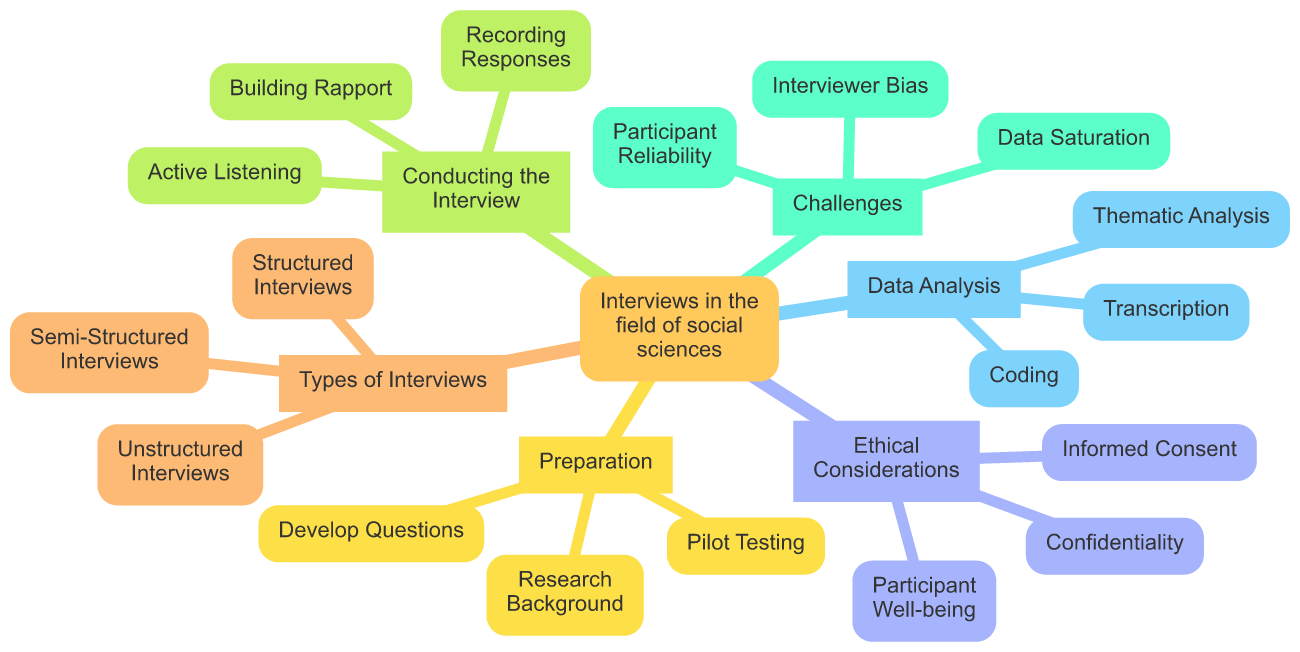 Interviews in the
field of social
sciences
Conducting the
Interview
Recording
Responses
Building Rapport
Active Listening
Challenges
Participant
Reliability
Interviewer Bias
Data Saturation
Data Analysis
Thematic Analysis
Transcription
Coding
Ethical
Considerations
Informed Consent
Confidentiality
Participant
Well-being
Preparation
Develop Questions
Research
Background
Pilot Testing
Types of Interviews
Structured
Interviews
Semi-Structured
Interviews
Unstructured
Interviews